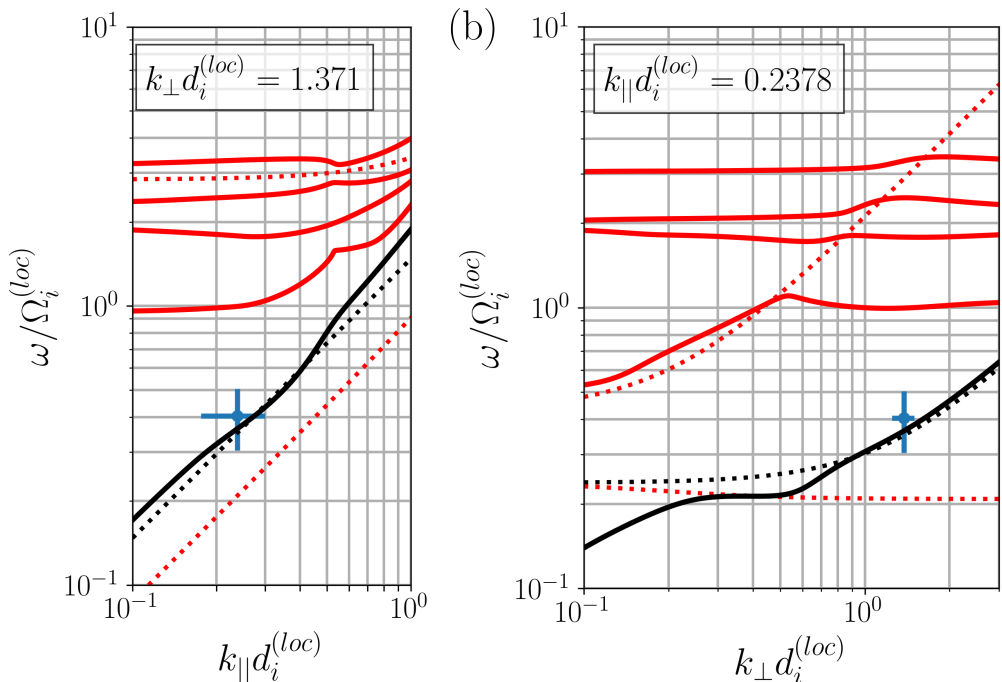 10^1
k_⊥ d_i^{(loc)} = 1.371
10^0
10^{-1}
ω/Ω_i^{(loc)}
10^{-1}
10^0
k_{||} d_i^{(loc)}
(b)
10^1
k_{||} d_i^{(loc)} = 0.2378
10^0
10^{-1}
ω/Ω_i^{(loc)}
10^{-1}
10^0
k_⊥ d_i^{(loc)}